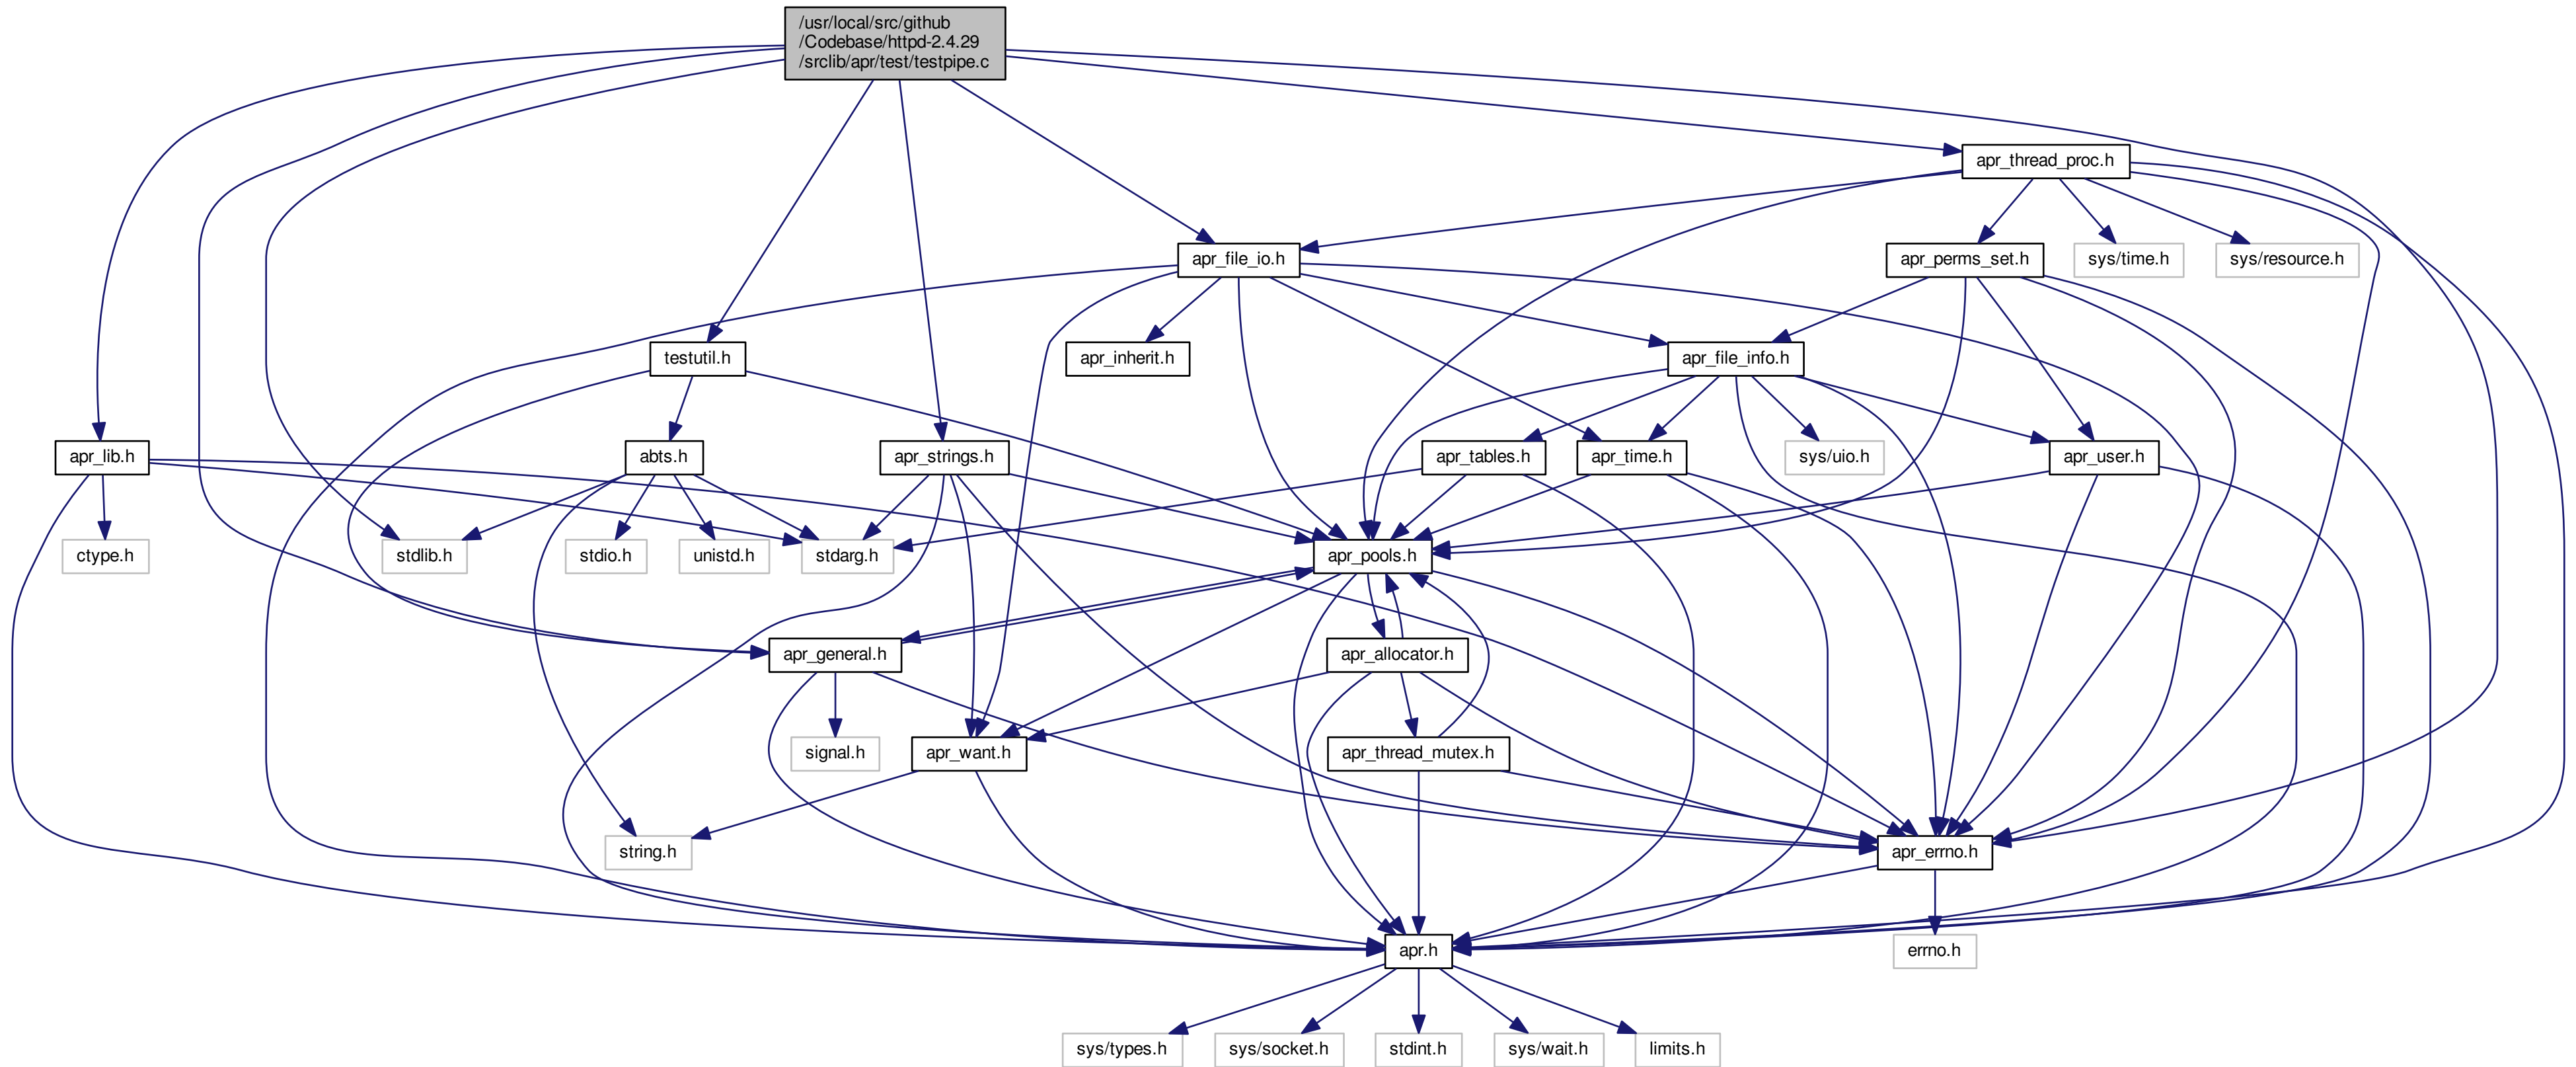 /usr/local/src/github
/Codebase/httpd-2.4.29
/srclib/apr/test/testpipe.c
apr_thread_proc.h
apr_file_io.h
apr_perms_set.h
sys/time.h
sys/resource.h
testutil.h
apr_inherit.h
apr_file_info.h
apr_lib.h
abts.h
apr_strings.h
apr_tables.h
apr_time.h
sys/uio.h
apr_user.h
ctype.h
stdlib.h
stdio.h
unistd.h
stdarg.h
apr_pools.h
apr_general.h
apr_allocator.h
signal.h
apr_want.h
apr_thread_mutex.h
string.h
apr_errno.h
apr.h
errno.h
sys/types.h
sys/socket.h
stdint.h
sys/wait.h
limits.h